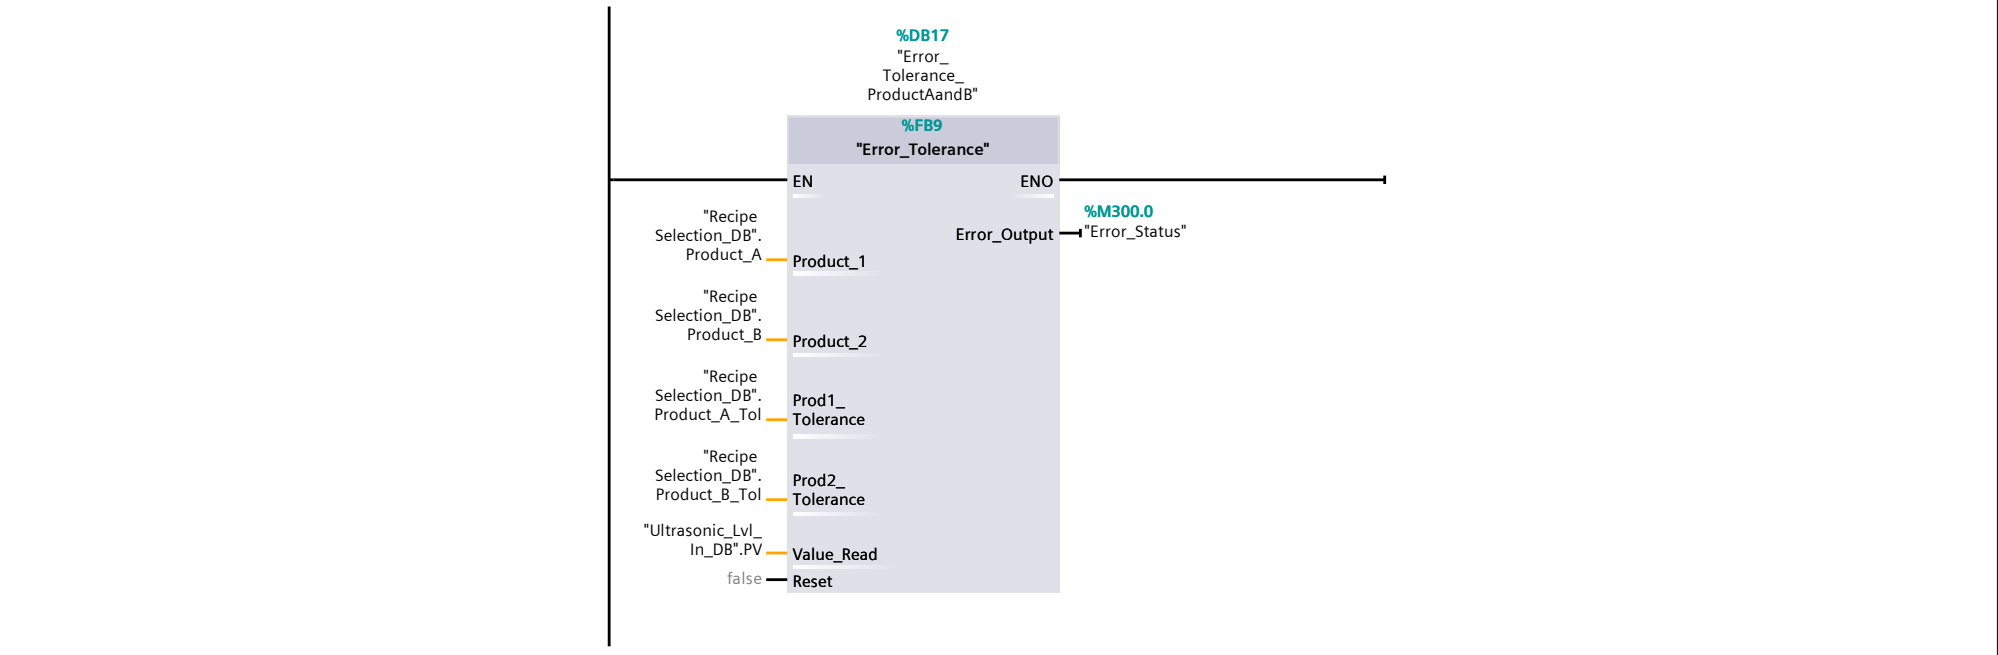 %DB17
"Error_
Tolerance_
ProductAandB"
%FB9
"Error_Tolerance"
EN
ENO
"Recipe
Selection_DB".
Product_A
Product_1
Error_Output
%M300.0
"Error_Status"
"Recipe
Selection_DB".
Product_B
Product_2
"Recipe
Selection_DB".
Product_A_Tol
Prod1_
Tolerance
"Recipe
Selection_DB".
Product_B_Tol
Prod2_
Tolerance
"Ultrasonic_Lvl_
In_DB".PV
Value_Read
false
Reset